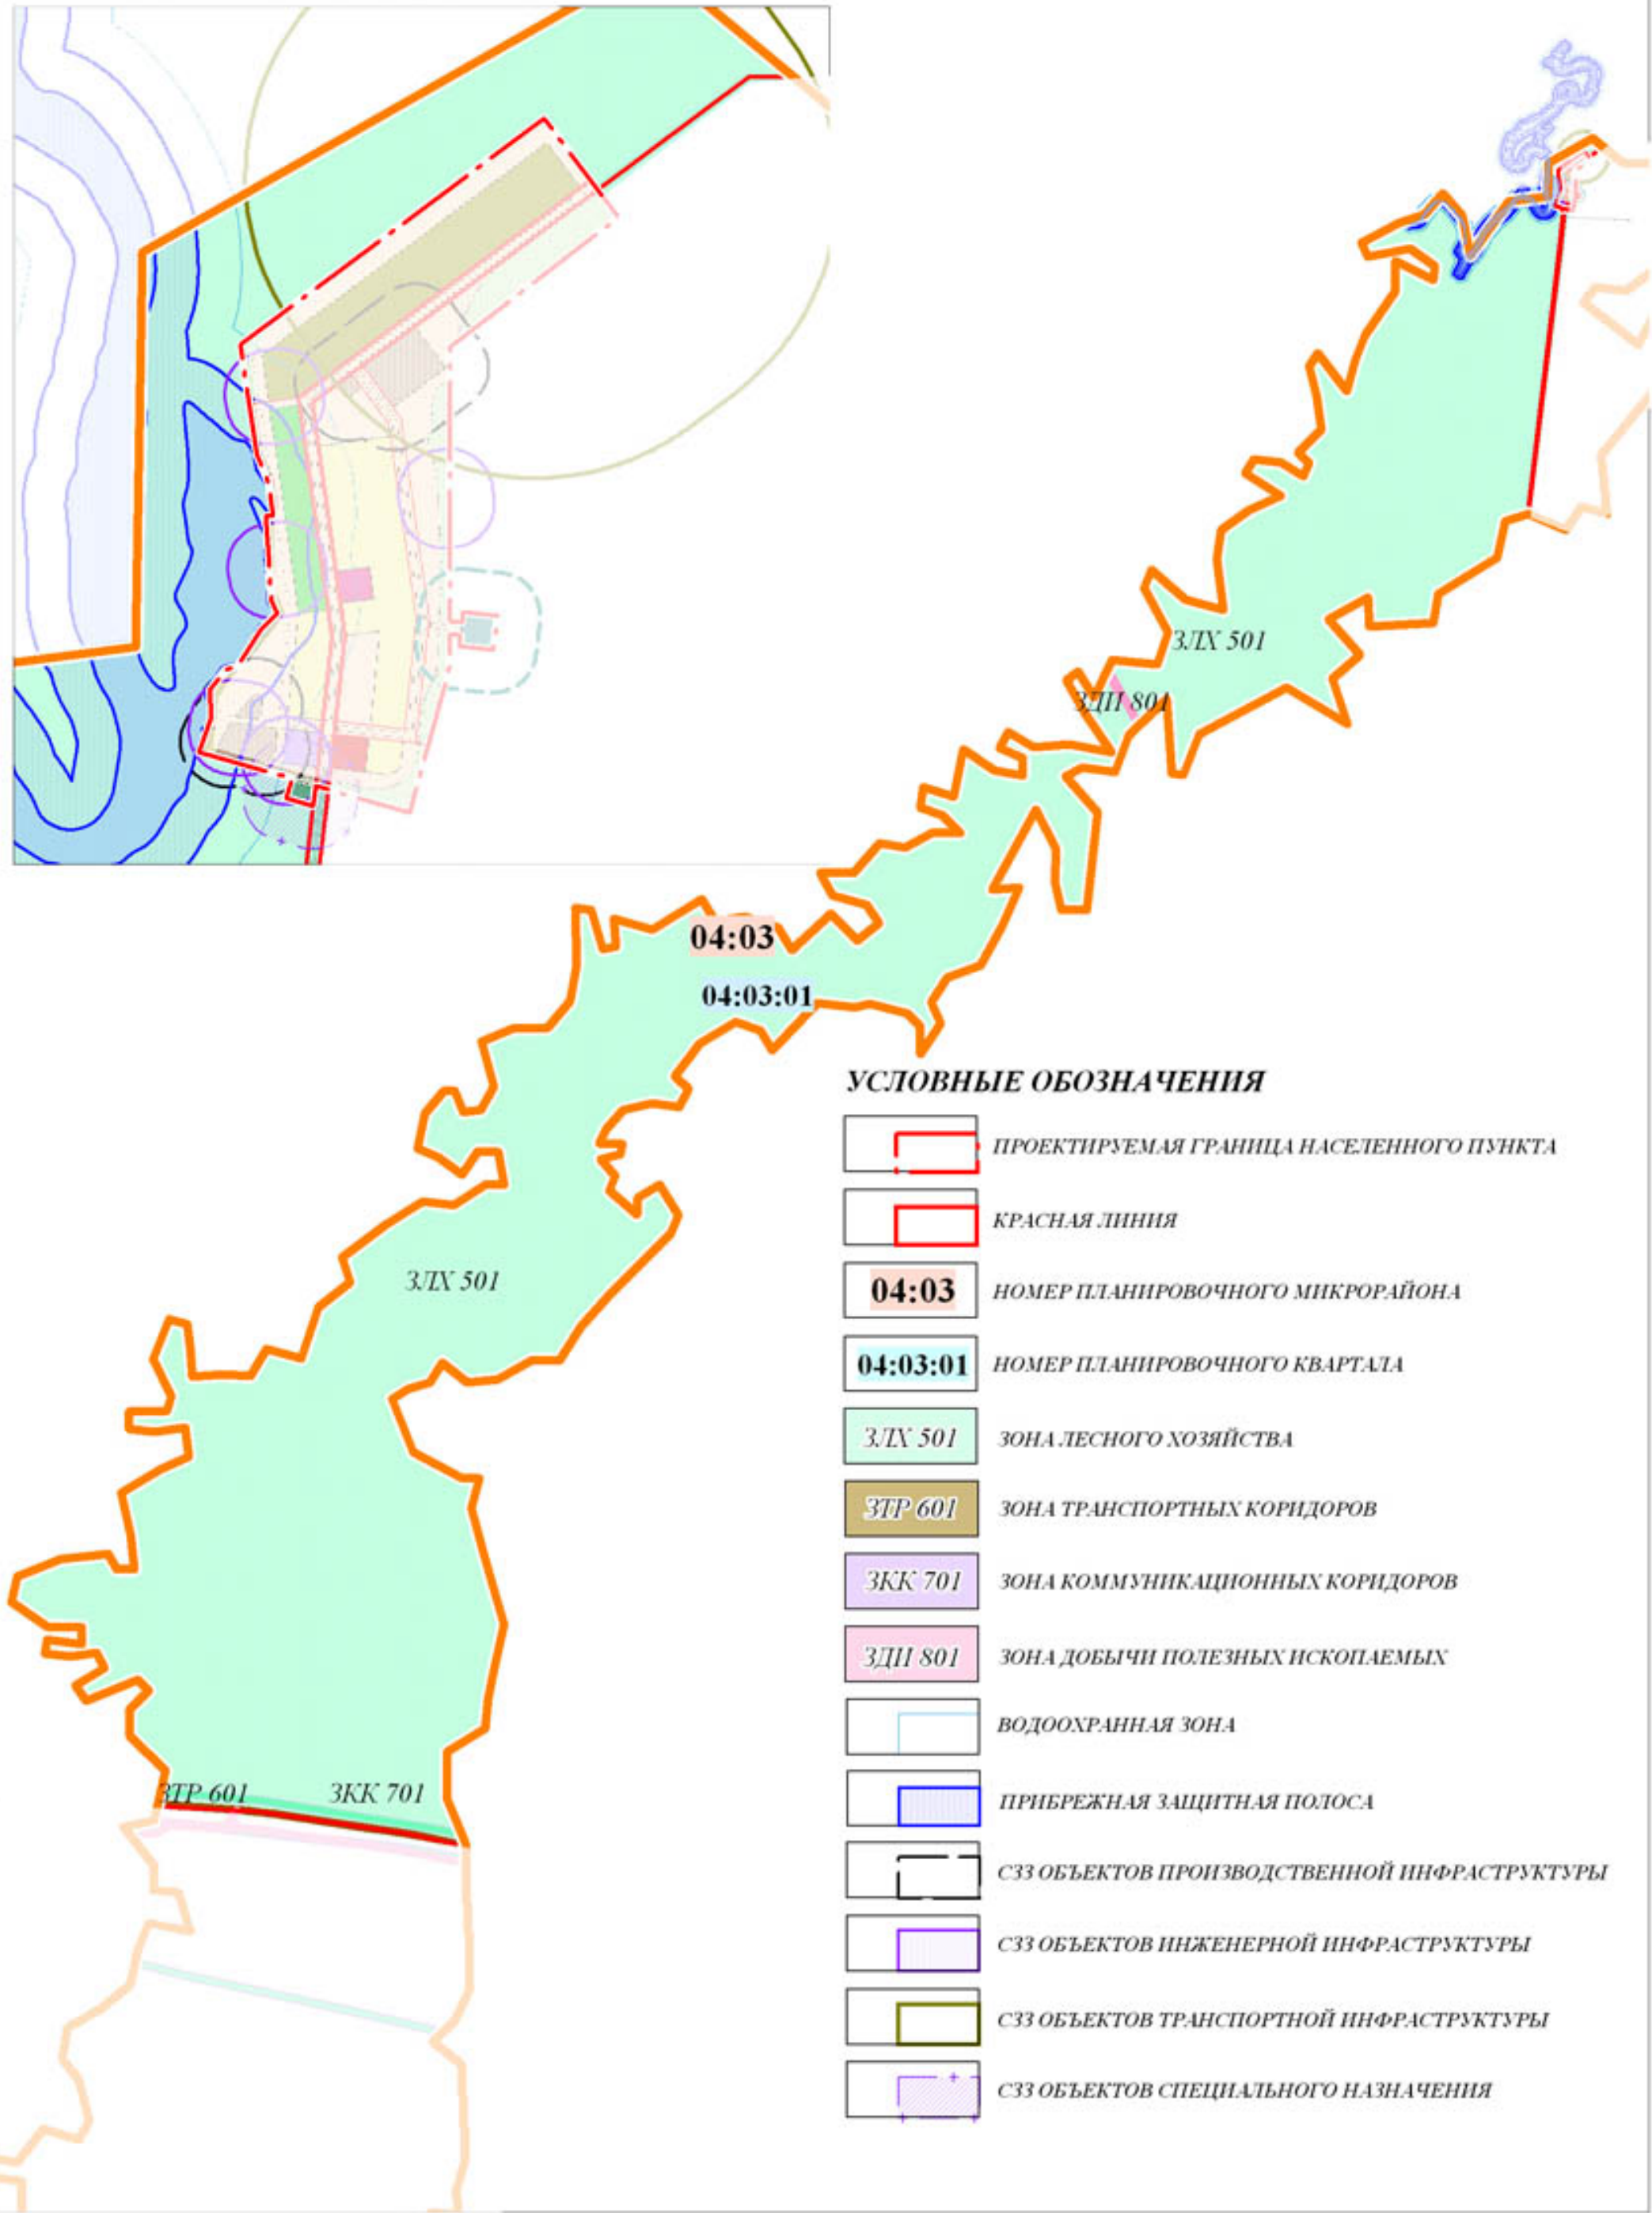 ЗЛХ 501
ЗДП 801
04:03
04:03:01
ЗЛХ 501
ЗТР 601
ЗКК 701
УСЛОВНЫЕ ОБОЗНАЧЕНИЯ
ПРОЕКТИРУЕМАЯ ГРАНИЦА НАСЕЛЕННОГО ПУНКТА
КРАСНАЯ ЛИНИЯ
04:03 НОМЕР ПЛАНИРОВОЧНОГО МИКРОРАЙОНА
04:03:01 НОМЕР ПЛАНИРОВОЧНОГО КВАРТАЛА
ЗЛХ 501 ЗОНА ЛЕСНОГО ХОЗЯЙСТВА
ЗТР 601 ЗОНА ТРАНСПОРТНЫХ КОРИДОРОВ
ЗКК 701 ЗОНА КОММУНИКАЦИОННЫХ КОРИДОРОВ
ЗДП 801 ЗОНА ДОБЫЧИ ПОЛЕЗНЫХ ИСКОПАЕМЫХ
ВОДООХРАННАЯ ЗОНА
ПРИБРЕЖНАЯ ЗАЩИТНАЯ ПОЛОСА
СЗЗ ОБЪЕКТОВ ПРОИЗВОДСТВЕННОЙ ИНФРАСТРУКТУРЫ
СЗЗ ОБЪЕКТОВ ИНЖЕНЕРНОЙ ИНФРАСТРУКТУРЫ
СЗЗ ОБЪЕКТОВ ТРАНСПОРТНОЙ ИНФРАСТРУКТУРЫ
СЗЗ ОБЪЕКТОВ СПЕЦИАЛЬНОГО НАЗНАЧЕНИЯ